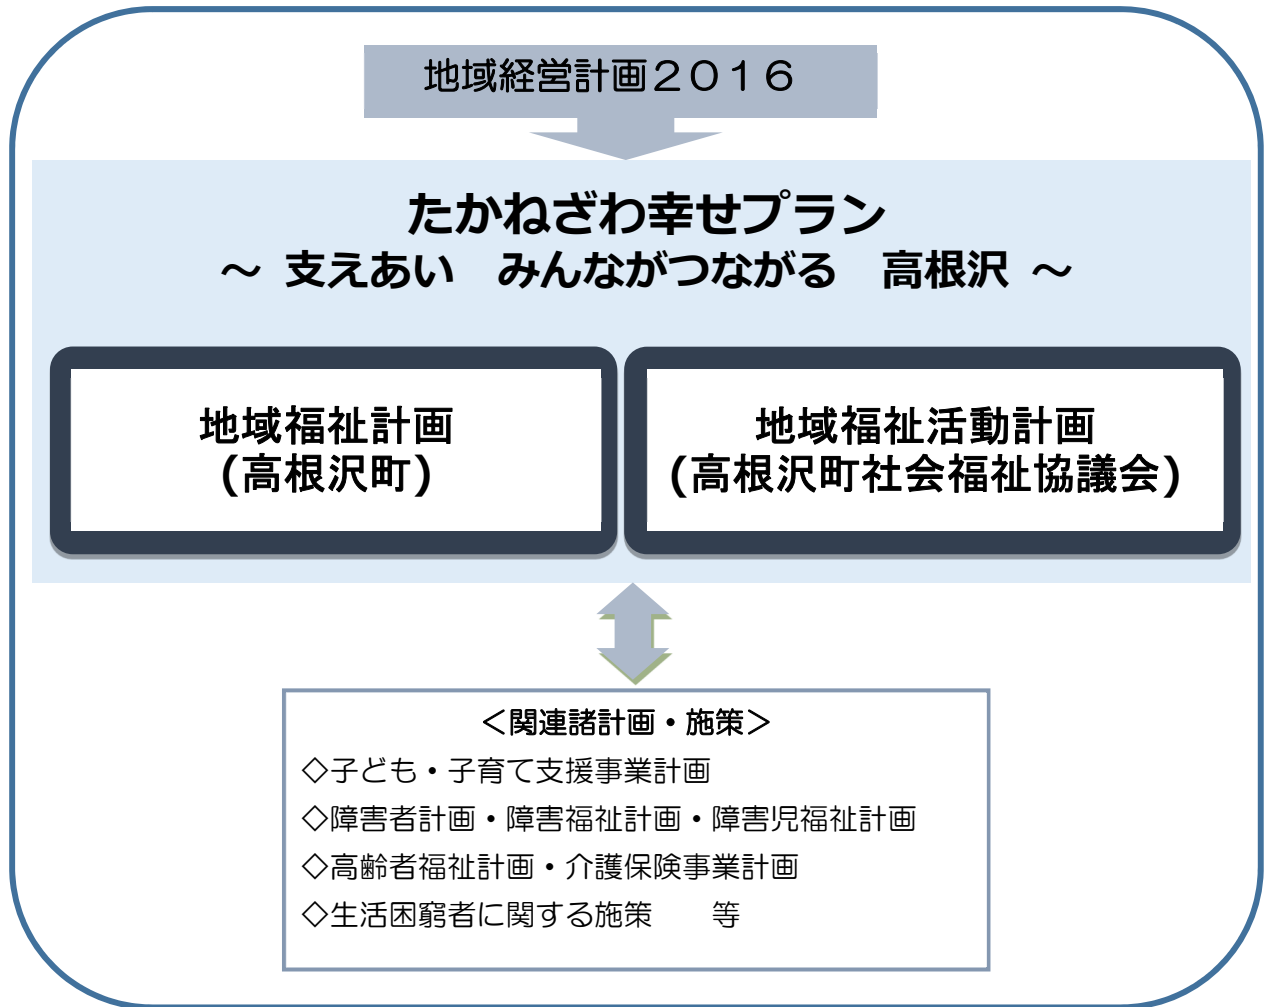 地域経営計画２０１６
たかねざわ幸せプラン
～ 支えあい　みんながつながる　高根沢 ～
地域福祉計画
(高根沢町)
地域福祉活動計画
(高根沢町社会福祉協議会)
＜関連諸計画・施策＞
◇子ども・子育て支援事業計画
◇障害者計画・障害福祉計画・障害児福祉計画
◇高齢者福祉計画・介護保険事業計画
◇生活困窮者に関する施策　　等